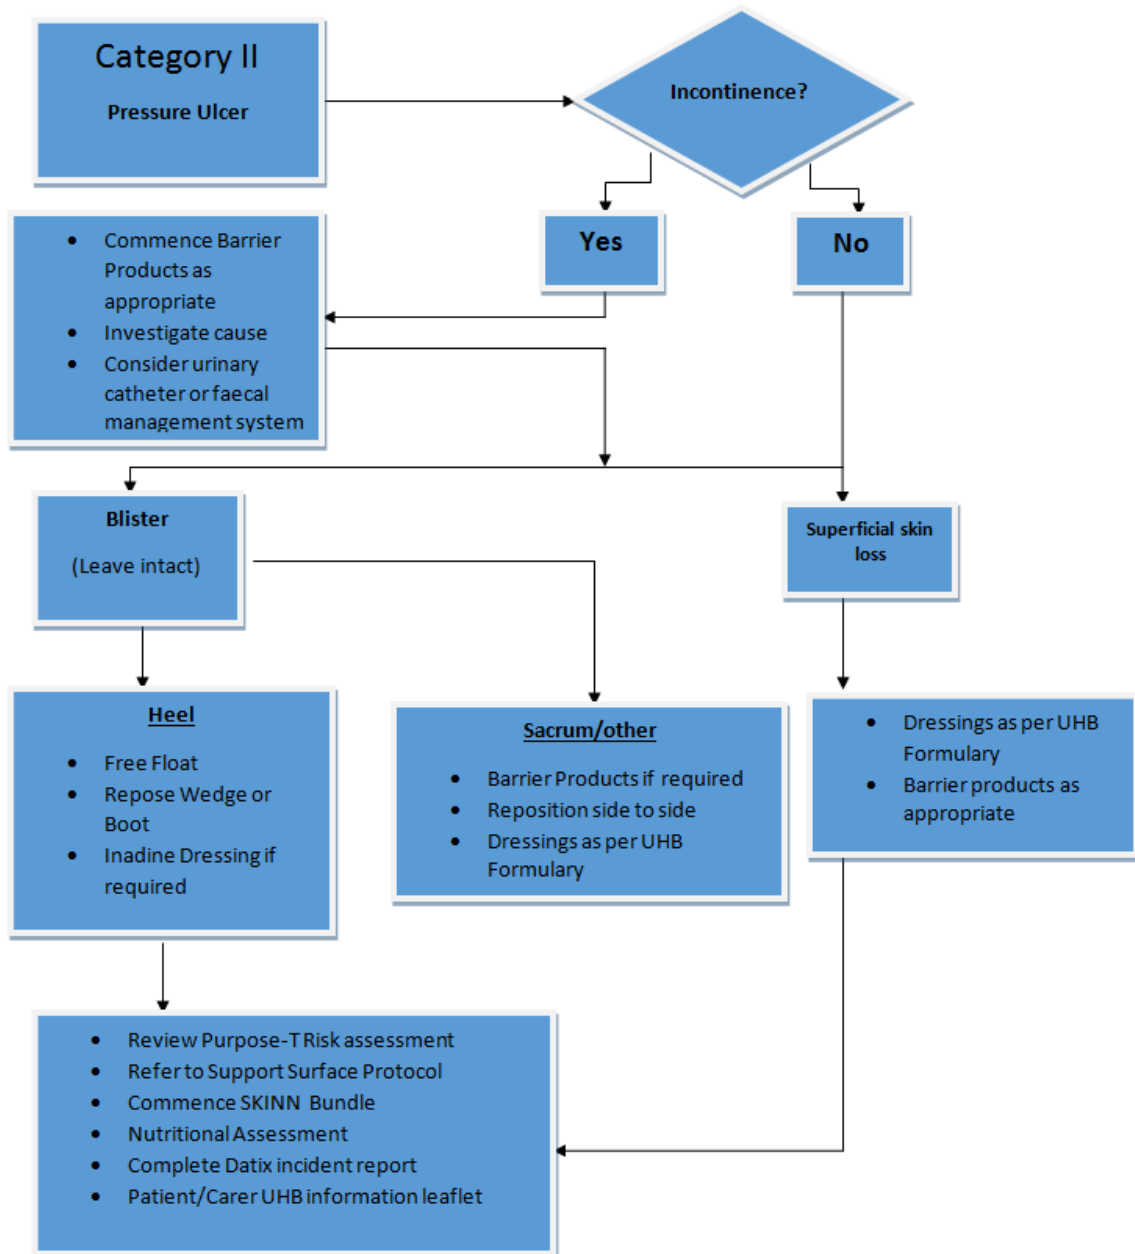 Category II
Pressure Ulcer
Incontinence?
Yes
No
• Commence Barrier
Products as
appropriate
• Investigate cause
• Consider urinary
catheter or faecal
management system
Blister
(Leave intact)
Superficial skin
loss
Heel
• Free Float
• Repose Wedge or
Boot
• Inadine Dressing if
required
Sacrum/other
• Barrier Products if required
• Reposition side to side
• Dressings as per UHB
Formulary
• Dressings as per UHB
Formulary
• Barrier products as
appropriate
• Review Purpose-T Risk assessment
• Refer to Support Surface Protocol
• Commence SKINN Bundle
• Nutritional Assessment
• Complete Datix incident report
• Patient/Carer UHB information leaflet